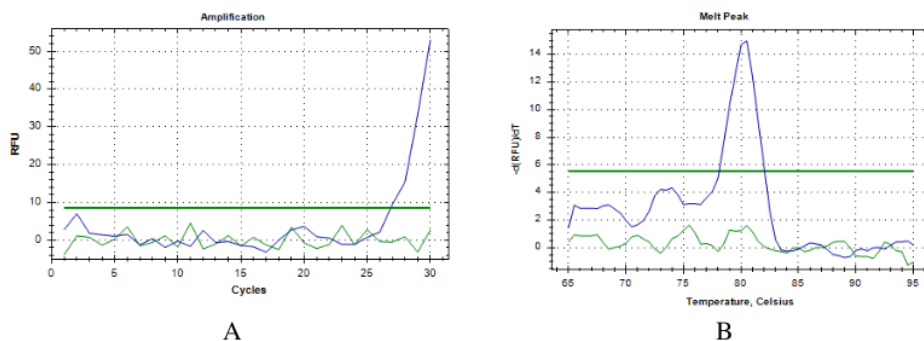 Amplification
50
40
30
20
10
0
RFU
0 5 10 15 20 25 30
Cycles
A
Melt Peak
14
12
10
8
6
4
2
0
-d(RFU)/dT
65 70 75 80 85 90 95
Temperature, Celsius
B